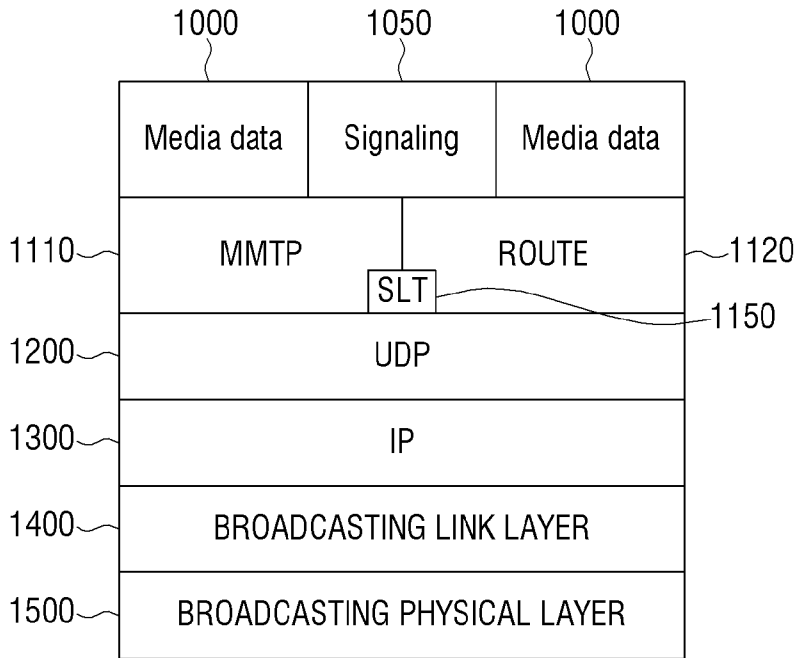 1000 1050 1000
Media data Signaling Media data
1110 MMTP ROUTE 1120
SLT 1150
1200 UDP
1300 IP
1400 BROADCASTING LINK LAYER
1500 BROADCASTING PHYSICAL LAYER